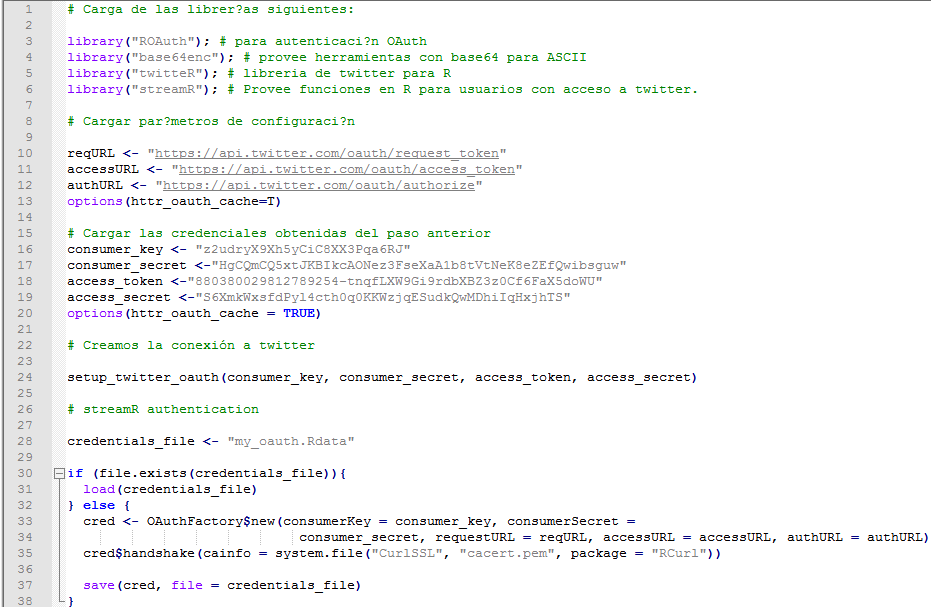 1 # Carga de las librer?as siguientes:
2
3 library("ROAuth"); # para autenticaci?n OAuth
4 library("base64enc"); # provee herramientas con base64 para ASCII
5 library("twitteR"); # libreria de twitter para R
6 library("streamR"); # Provee funciones en R para usuarios con acceso a twitter.
7
8 # Cargar par?metros de configuraci?n
9
10 reqURL <- "https://api.twitter.com/oauth/request_token"
11 accessURL <- "https://api.twitter.com/oauth/access_token"
12 authURL <- "https://api.twitter.com/oauth/authorize"
13 options(httr_oauth_cache=T)
14
15 # Cargar las credenciales obtenidas del paso anterior
16 consumer_key <- "z2udryX9Xh5yCiC8XX3Pqa6RJ"
17 consumer_secret <-"HgCQmCQ5xtJKBIkcAONez3FseXaA1b8tVtNeK8eZEfQwibsguw"
18 access_token <-"880380029812789254-tnqfLXW9Gi9rdbXBZ3z0Cf6FaX5doWU"
19 access_secret <-"S6XmkWxsfdPyl4cth0q0KKWzjqESudkQwMDhiIqHxjhTS"
20 options(httr_oauth_cache = TRUE)
21
22 # Creamos la conexión a twitter
23
24 setup_twitter_oauth(consumer_key, consumer_secret, access_token, access_secret)
25
26 # streamR authentication
27
28 credentials_file <- "my_oauth.Rdata"
29
30 if (file.exists(credentials_file)){
31 load(credentials_file)
32 } else {
33 cred <- OAuthFactory$new(consumerKey = consumer_key, consumerSecret =
34 consumer_secret, requestURL = reqURL, accessURL = accessURL, authURL = authURL)
35 cred$handshake(cainfo = system.file("CurlSSL", "cacert.pem", package = "RCurl"))
36
37 save(cred, file = credentials_file)
38 }